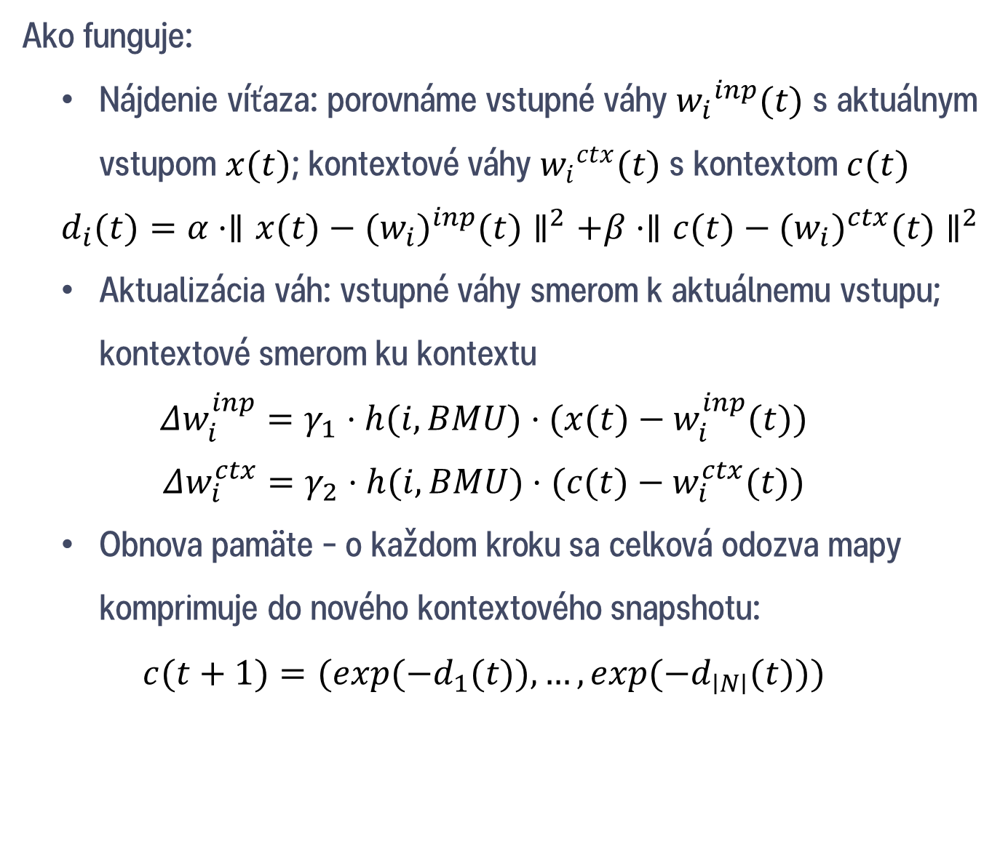 Ako funguje:
• Nájdenie víťaza: porovnáme vstupné váhy $w_i{}^{inp}(t)$ s aktuálnym
vstupom $x(t)$; kontextové váhy $w_i{}^{ctx}(t)$ s kontextom $c(t)$
$d_i(t) = \alpha \cdot \| x(t) - (w_i)^{inp}(t) \|^2 + \beta \cdot \| c(t) - (w_i)^{ctx}(t) \|^2$
• Aktualizácia váh: vstupné váhy smerom k aktuálnemu vstupu;
kontextové smerom ku kontextu
$\Delta w_i^{inp} = \gamma_1 \cdot h(i, BMU) \cdot (x(t) - w_i^{inp}(t))$
$\Delta w_i^{ctx} = \gamma_2 \cdot h(i, BMU) \cdot (c(t) - w_i^{ctx}(t))$
• Obnova pamäte – o každom kroku sa celková odozva mapy
komprimuje do nového kontextového snapshotu:
$c(t + 1) = (exp(-d_1(t)), \ldots, exp(-d_{|N|}(t)))$